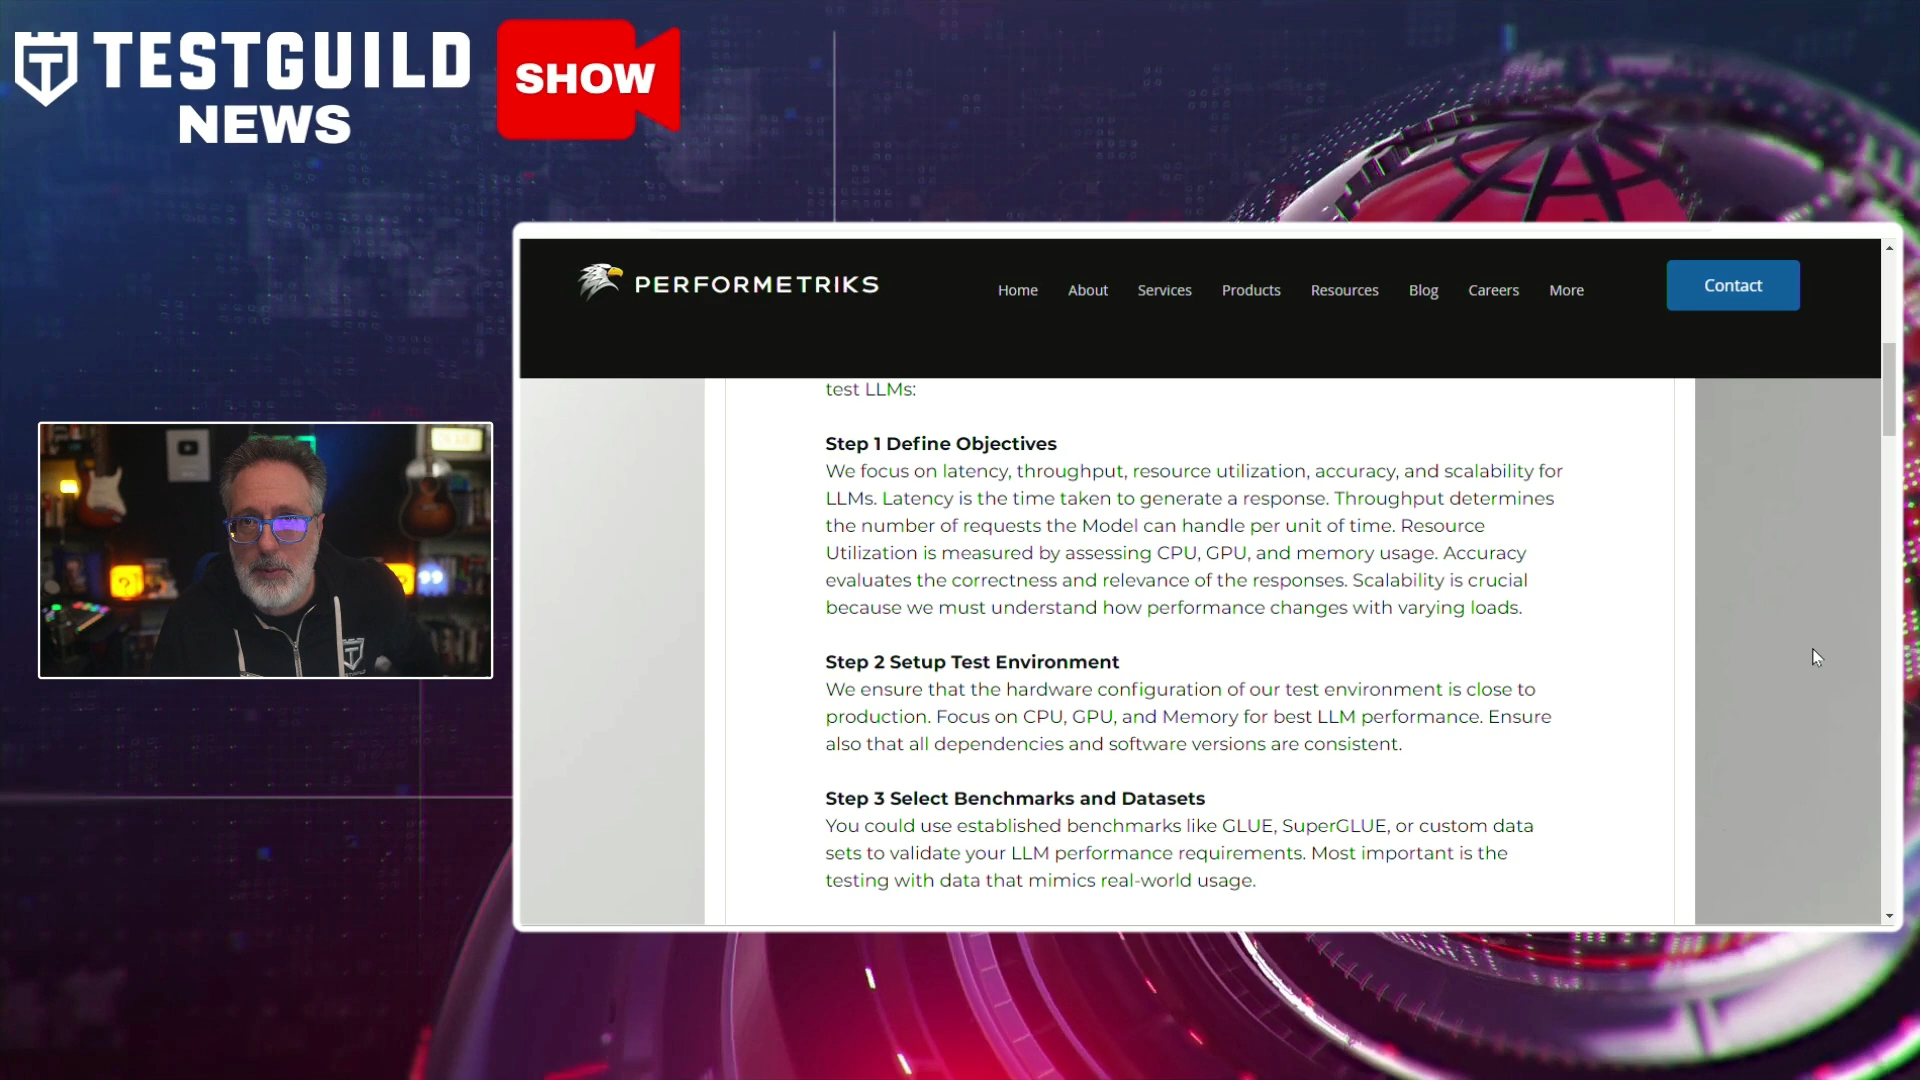 TESTGUILD
NEWS
SHOW
PERFORMETRIKS
Home About Services Products Resources Blog Careers More
Contact
test LLMs:
Step 1 Define Objectives
We focus on latency, throughput, resource utilization, accuracy, and scalability for
LLMs. Latency is the time taken to generate a response. Throughput determines
the number of requests the Model can handle per unit of time. Resource
Utilization is measured by assessing CPU, GPU, and memory usage. Accuracy
evaluates the correctness and relevance of the responses. Scalability is crucial
because we must understand how performance changes with varying loads.
Step 2 Setup Test Environment
We ensure that the hardware configuration of our test environment is close to
production. Focus on CPU, GPU, and Memory for best LLM performance. Ensure
also that all dependencies and software versions are consistent.
Step 3 Select Benchmarks and Datasets
You could use established benchmarks like GLUE, SuperGLUE, or custom data
sets to validate your LLM performance requirements. Most important is the
testing with data that mimics real-world usage.